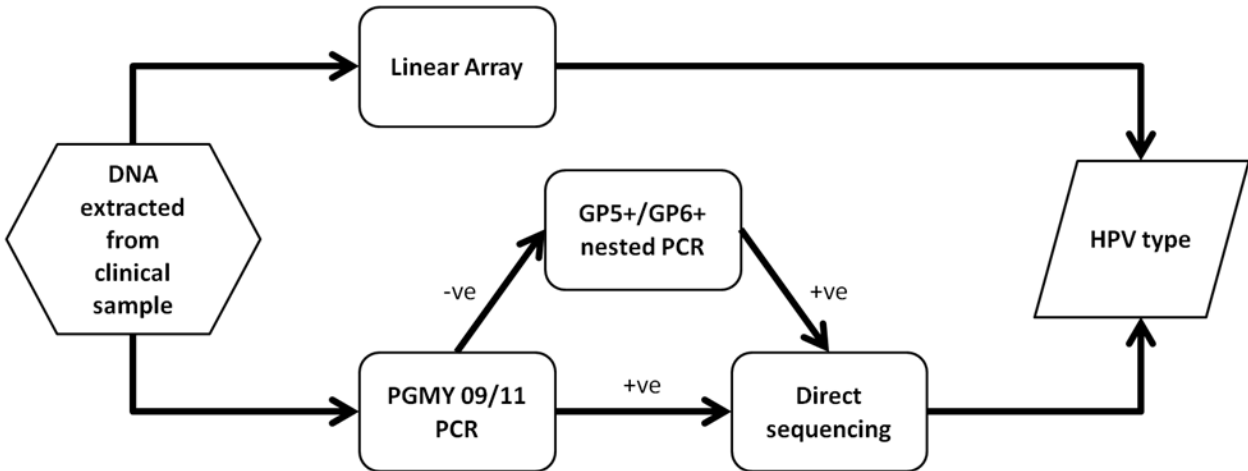 Linear Array
DNA
extracted
from
clinical
sample
GP5+/GP6+
nested PCR
HPV type
-ve
+ve
PGMY 09/11
PCR
+ve
Direct
sequencing